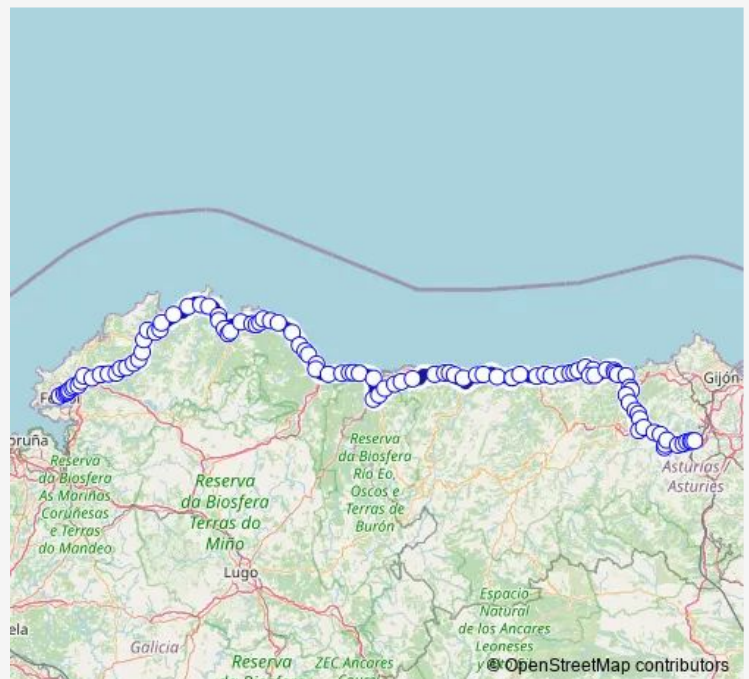 Gijón
oruña
Reserva
da Biosfera
As Mariñas
Coruñesas
e Terras
do Mandeo
Reserva
da Biosfera
Terras do
Miño
Reserva
da Biosfera
Río Eo,
Oscos e
Terras de
Burón
Asturias /
Asturies
Lugo
Espacio
Natural
de los Ancares
Leoneses
ela
Galicia
Reserva
ZEC Ancares
© OpenStreetMap contributors